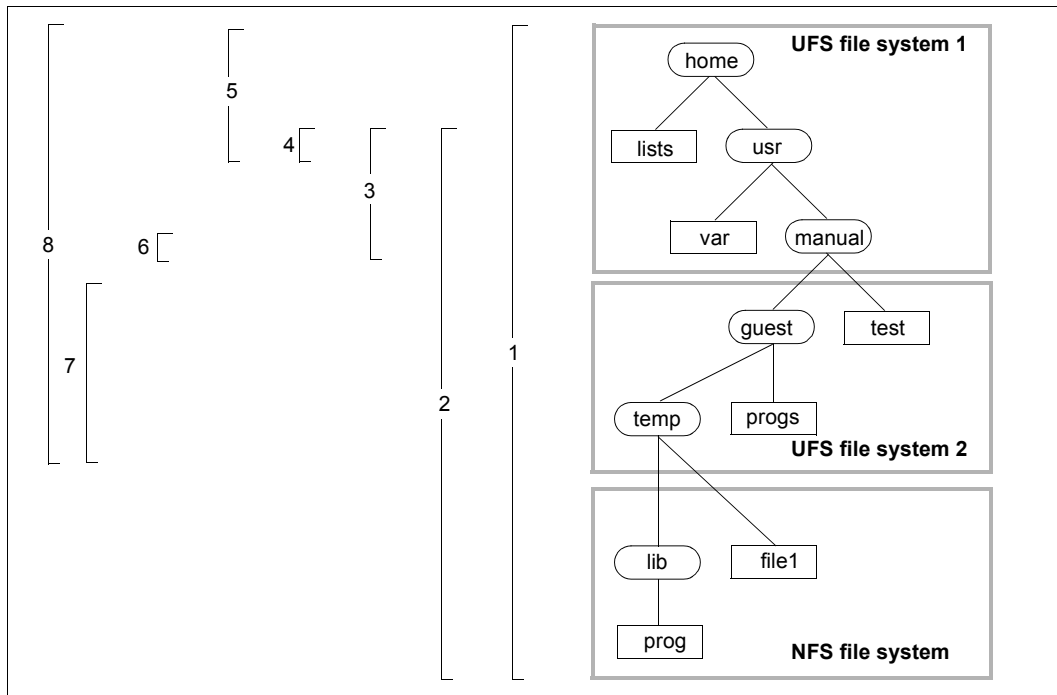 UFS file system 1
home
5
4
lists
usr
3
8
6
var
manual
guest
test
1
7
2
temp
progs
UFS file system 2
lib
file1
prog
NFS file system